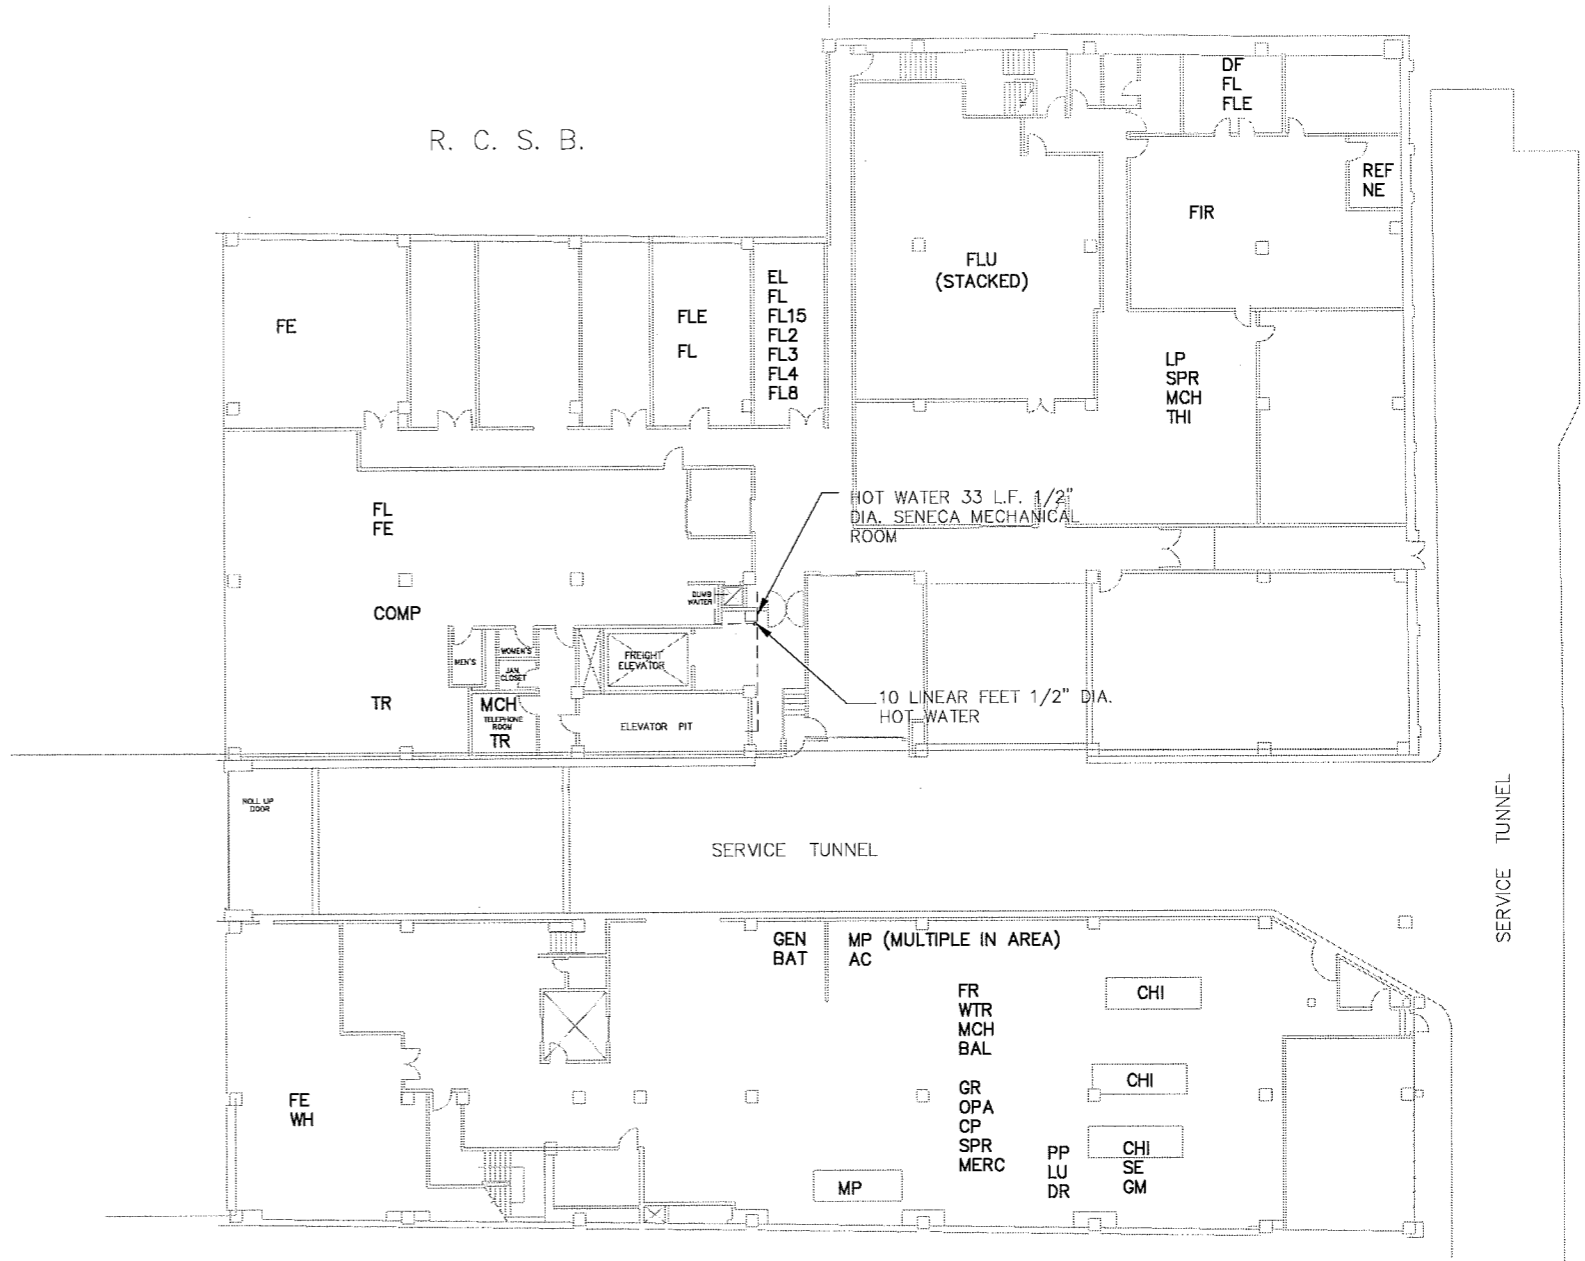 R. C. S. B.
DF
FL
FLE
REF
NE
FIR
FLU
(STACKED)
FE
FLE
FL
EL
FL
FL15
FL2
FL3
FL4
FL8
LP
SPR
MCH
THI
FL
FE
HOT WATER 33 L.F. 1/2"
DIA. SENECA MECHANICAL
ROOM
COMP
DUMB
WAITER
MEN'S
WOMEN'S
JAN.
CLOSET
FREIGHT
ELEVATOR
TR
MCH
TELEPHONE
ROOM
TR
ELEVATOR PIT
10 LINEAR FEET 1/2" DIA.
HOT WATER
ROLL UP
DOOR
SERVICE TUNNEL
SERVICE TUNNEL
GEN
BAT
MP (MULTIPLE IN AREA)
AC
FR
WTR
MCH
BAL
CHI
GR
OPA
CP
SPR
MERC
CHI
FE
WH
PP
LU
DR
CHI
SE
GM
MP